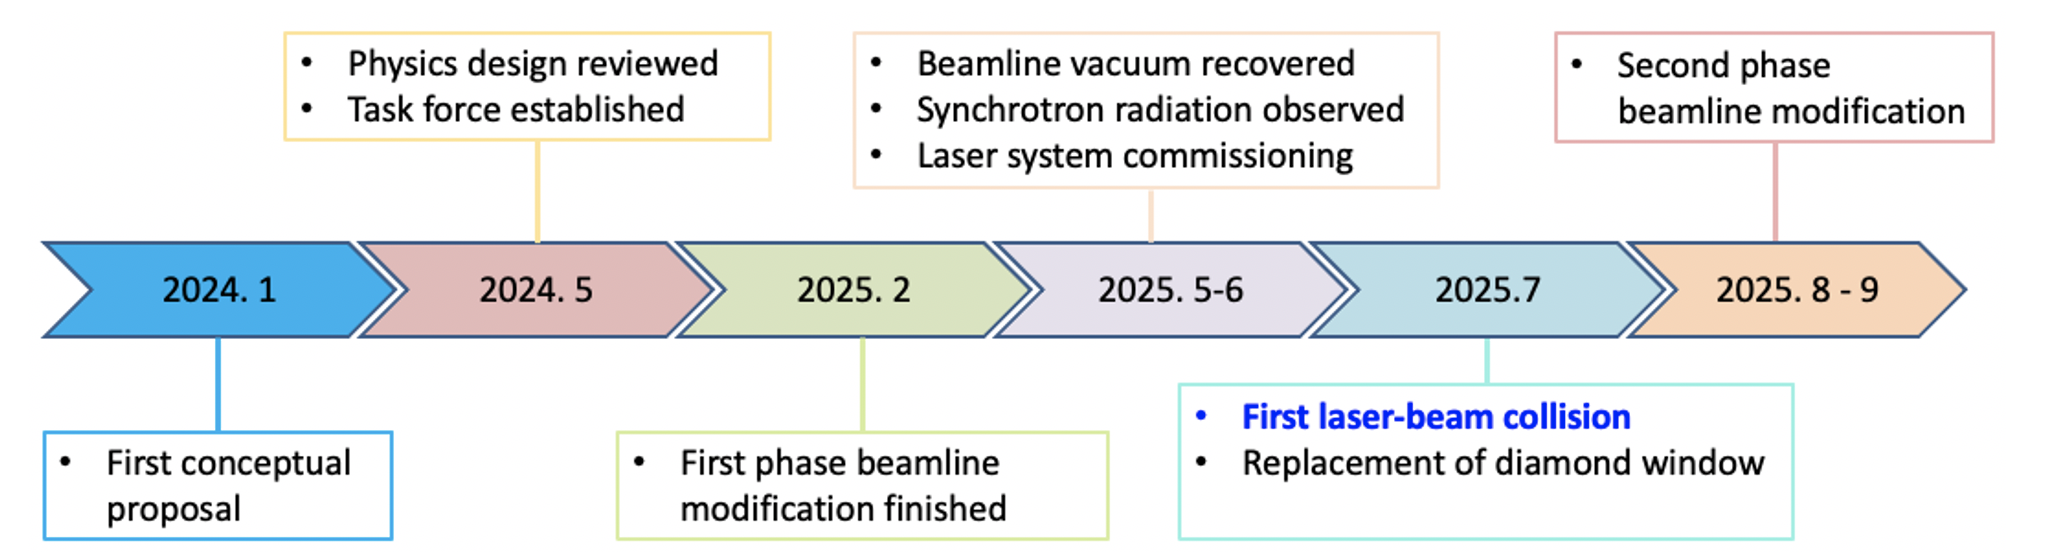 • Physics design reviewed
• Task force established
• Beamline vacuum recovered
• Synchrotron radiation observed
• Laser system commissioning
• Second phase
beamline modification
2024. 1
2024. 5
2025. 2
2025. 5-6
2025.7
2025. 8 - 9
• First conceptual
proposal
• First phase beamline
modification finished
• First laser-beam collision
• Replacement of diamond window